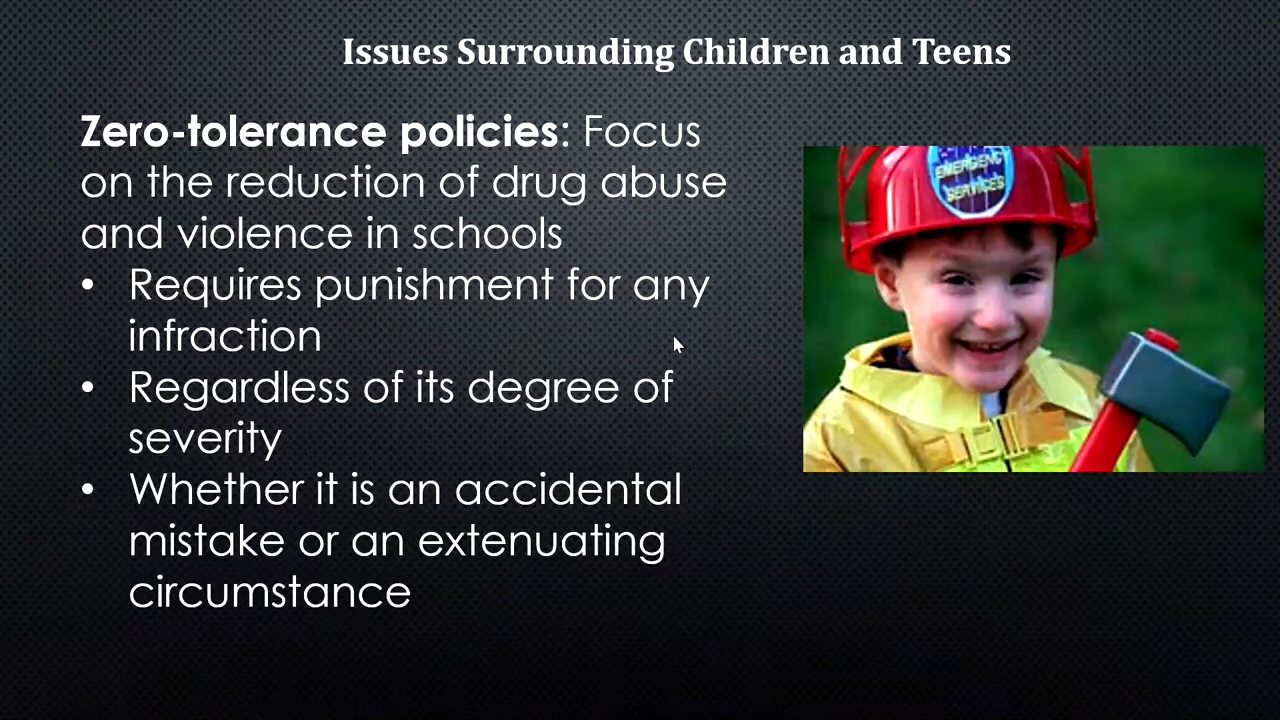 Issues Surrounding Children and Teens
Zero-tolerance policies: Focus
on the reduction of drug abuse
and violence in schools
• Requires punishment for any
infraction
• Regardless of its degree of
severity
• Whether it is an accidental
mistake or an extenuating
circumstance
EMERGENCY
SERVICES